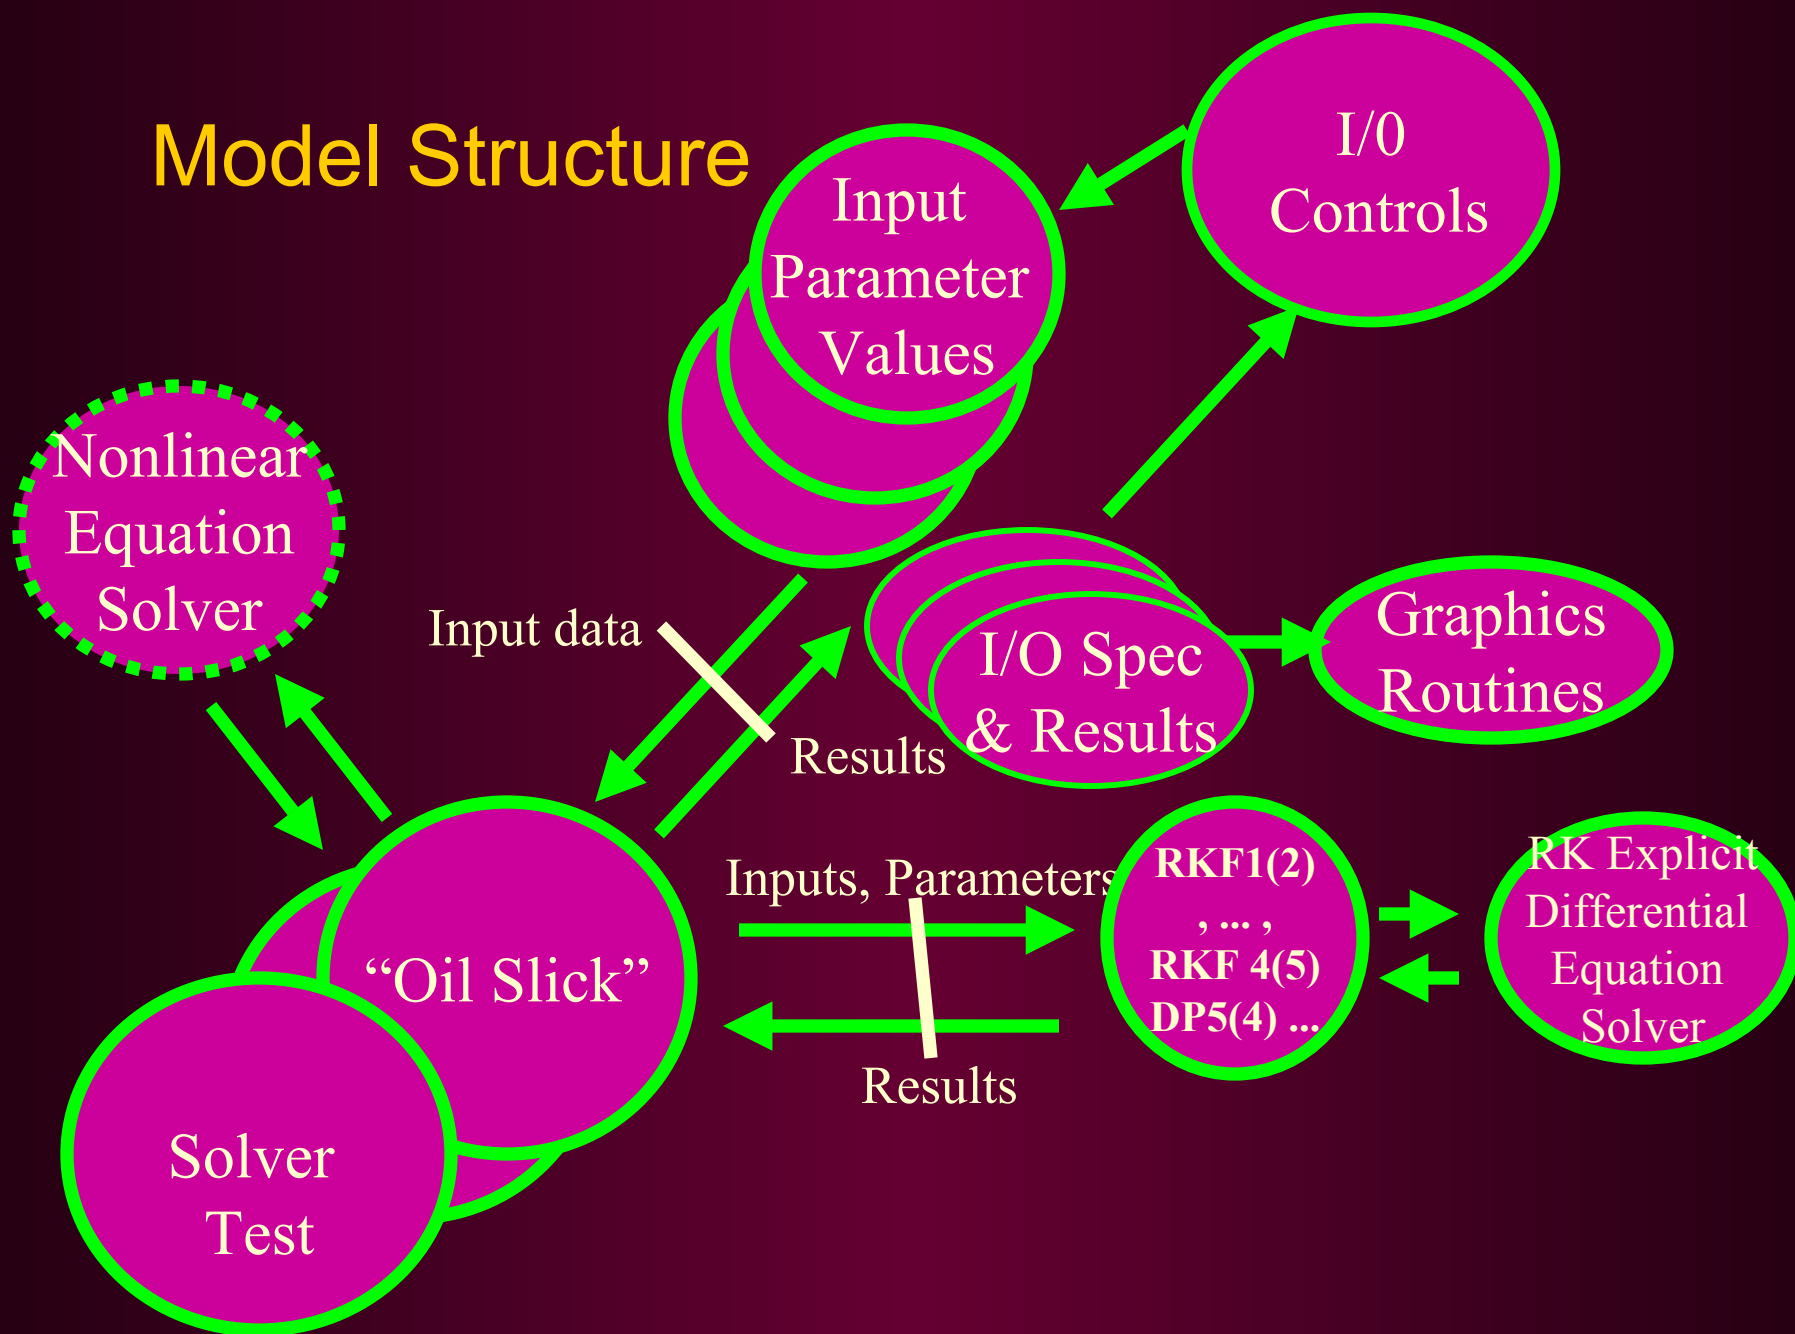 Model Structure
I/0
Controls
Input
Parameter
Values
Nonlinear
Equation
Solver
Input data
Results
I/O Spec
& Results
Graphics
Routines
Inputs, Parameters
Results
“Oil Slick”
Solver
Test
RKF1(2)
, ... ,
RKF 4(5)
DP5(4) ...
RK Explicit
Differential
Equation
Solver